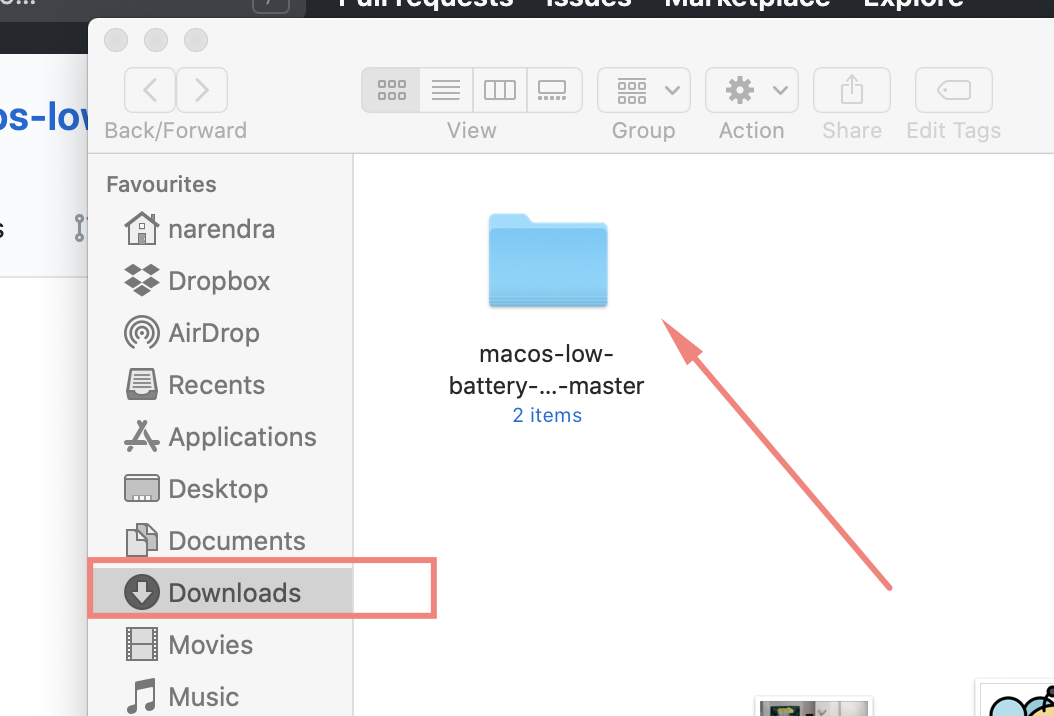 Pull requests Issues Marketplace Explore
os-low
s
Back/Forward
View
Group
Action
Share
Edit Tags
Favourites
narendra
Dropbox
AirDrop
Recents
Applications
Desktop
Documents
Downloads
Movies
Music
macos-low-
battery-...-master
2 items